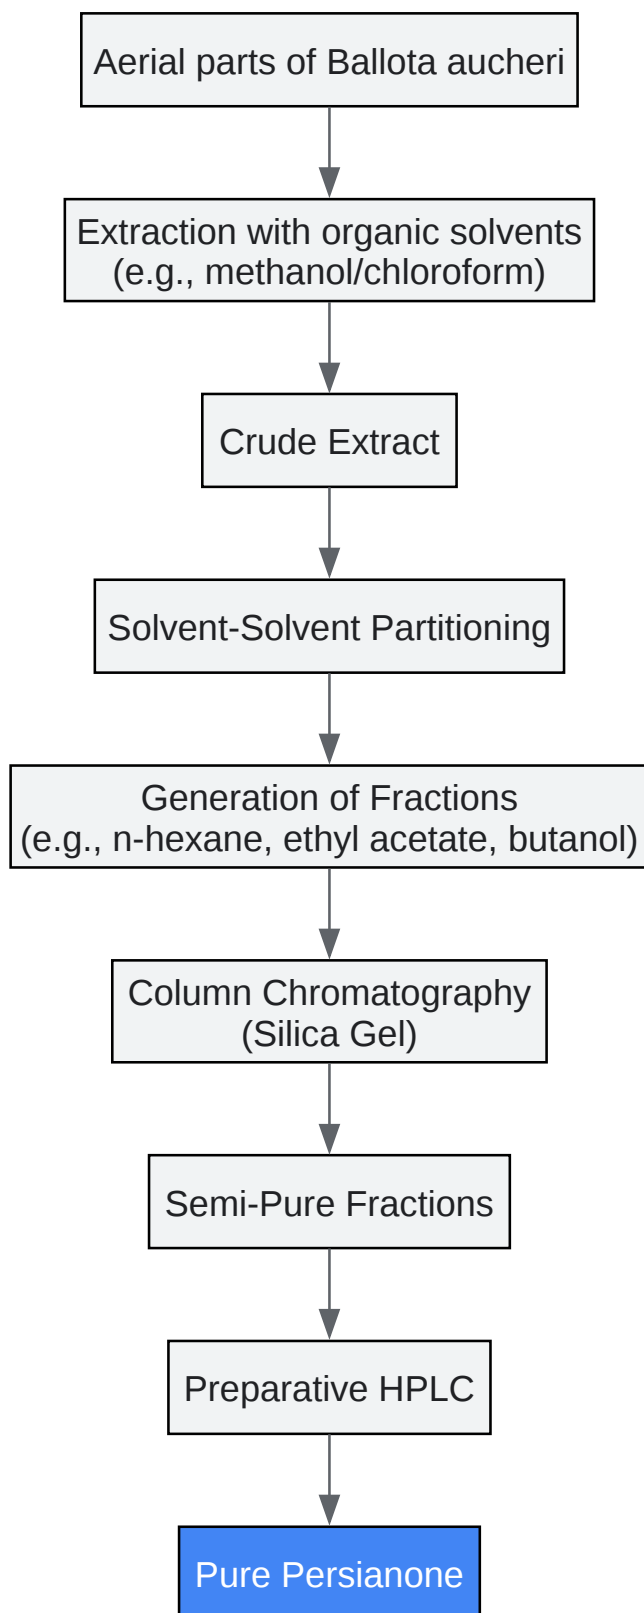 Aerial parts of Ballota aucheri
Extraction with organic solvents
(e.g., methanol/chloroform)
Crude Extract
Solvent-Solvent Partitioning
Generation of Fractions
(e.g., n-hexane, ethyl acetate, butanol)
Column Chromatography
(Silica Gel)
Semi-Pure Fractions
Preparative HPLC
Pure Persianone